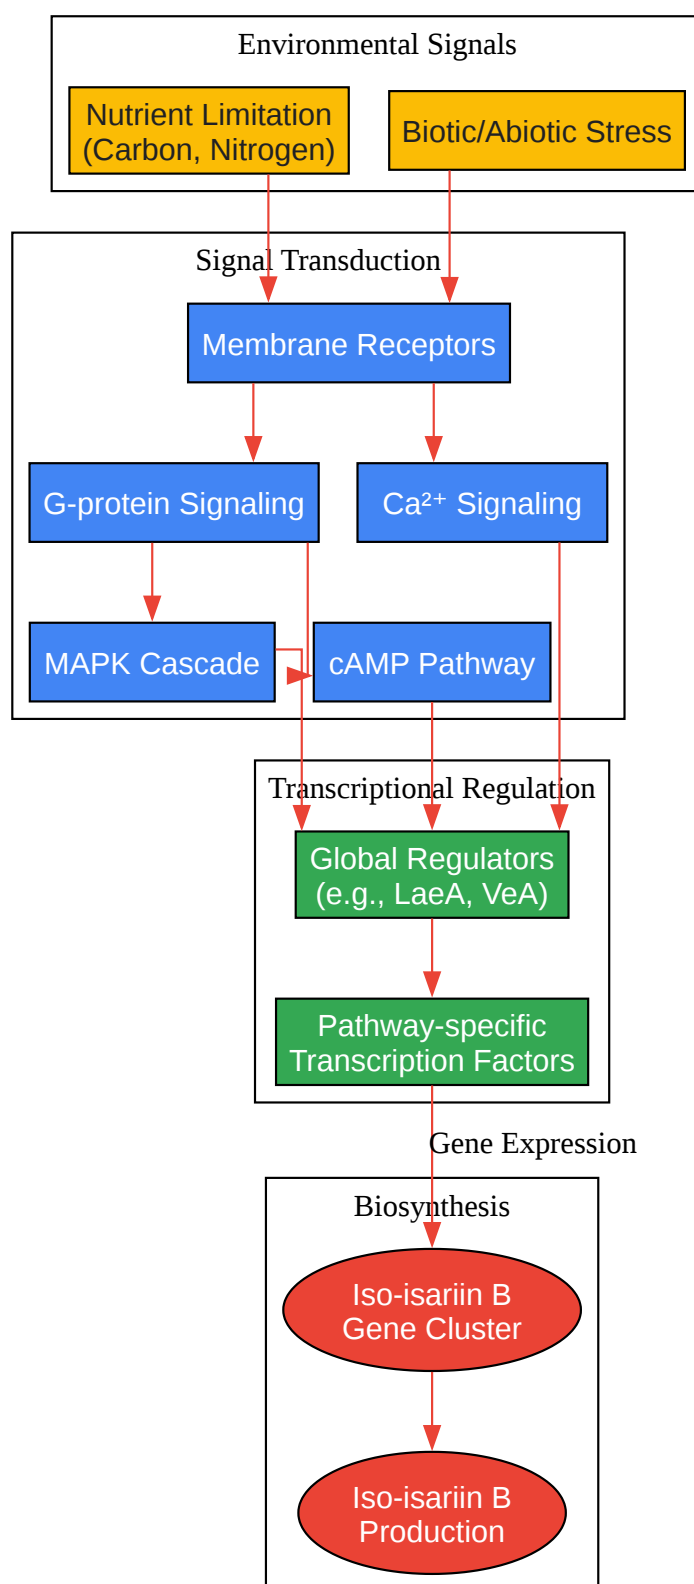 Environmental Signals
Nutrient Limitation
(Carbon, Nitrogen)
Biotic/Abiotic Stress
Signal Transduction
Membrane Receptors
G-protein Signaling
Ca²⁺ Signaling
MAPK Cascade
cAMP Pathway
Transcriptional Regulation
Global Regulators
(e.g., LaeA, VeA)
Pathway-specific
Transcription Factors
Gene Expression
Biosynthesis
Iso-isariin B
Gene Cluster
Iso-isariin B
Production